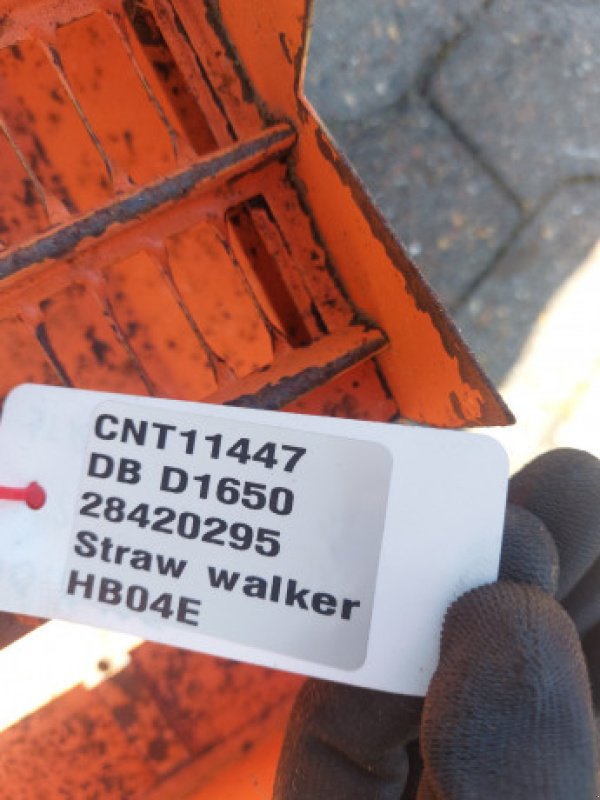 CNT11447
DB D1650
28420295
Straw walker
HB04E